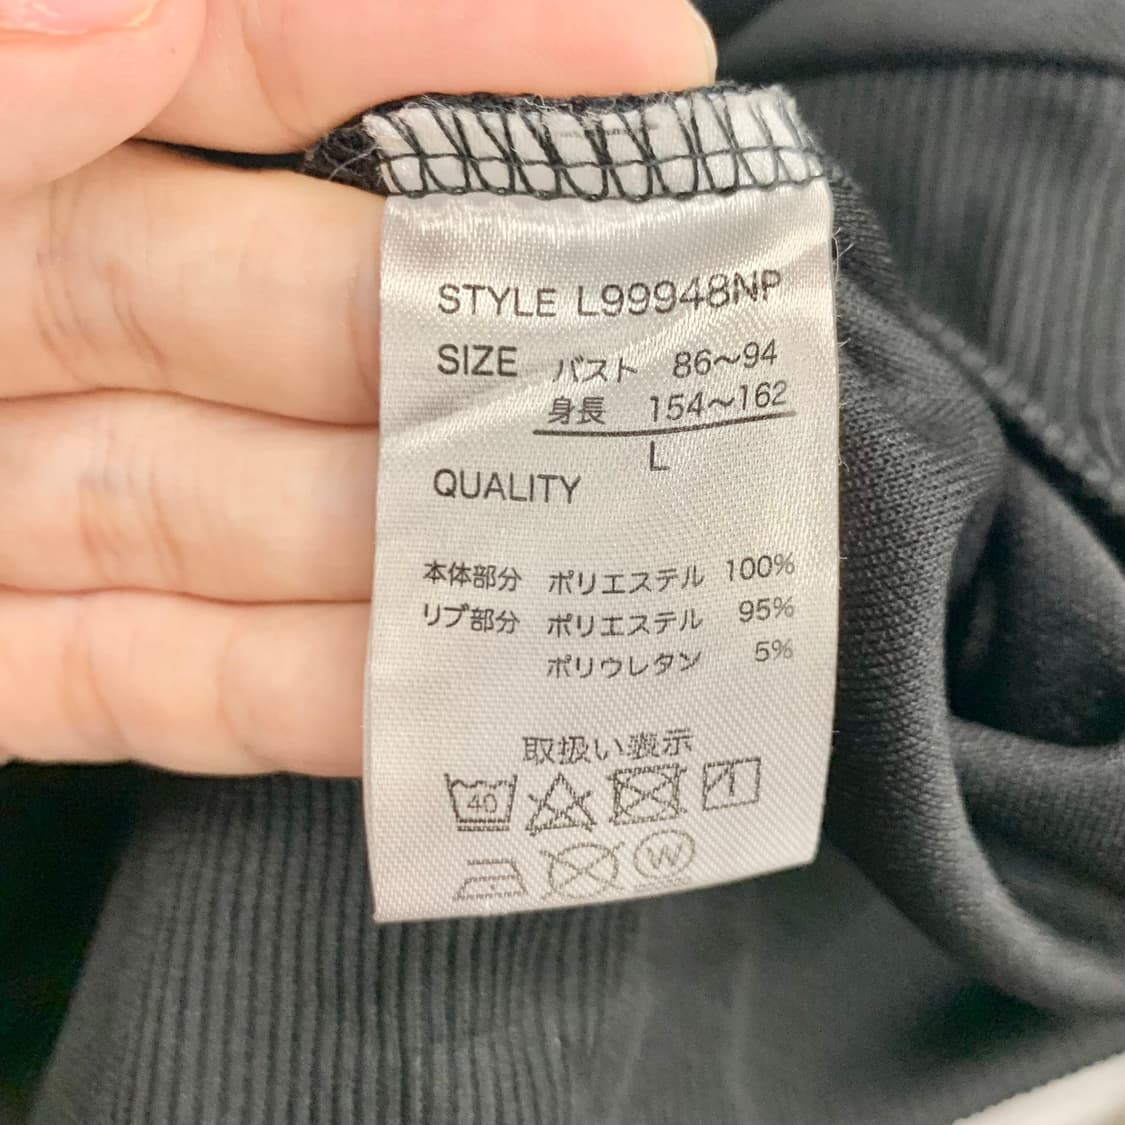 STYLE L99948NP
SIZE バスト 86～94
身長 154～162
L
QUALITY
本体部分 ポリエステル 100%
リブ部分 ポリエステル 95%
ポリウレタン 5%
取扱い表示
40
W